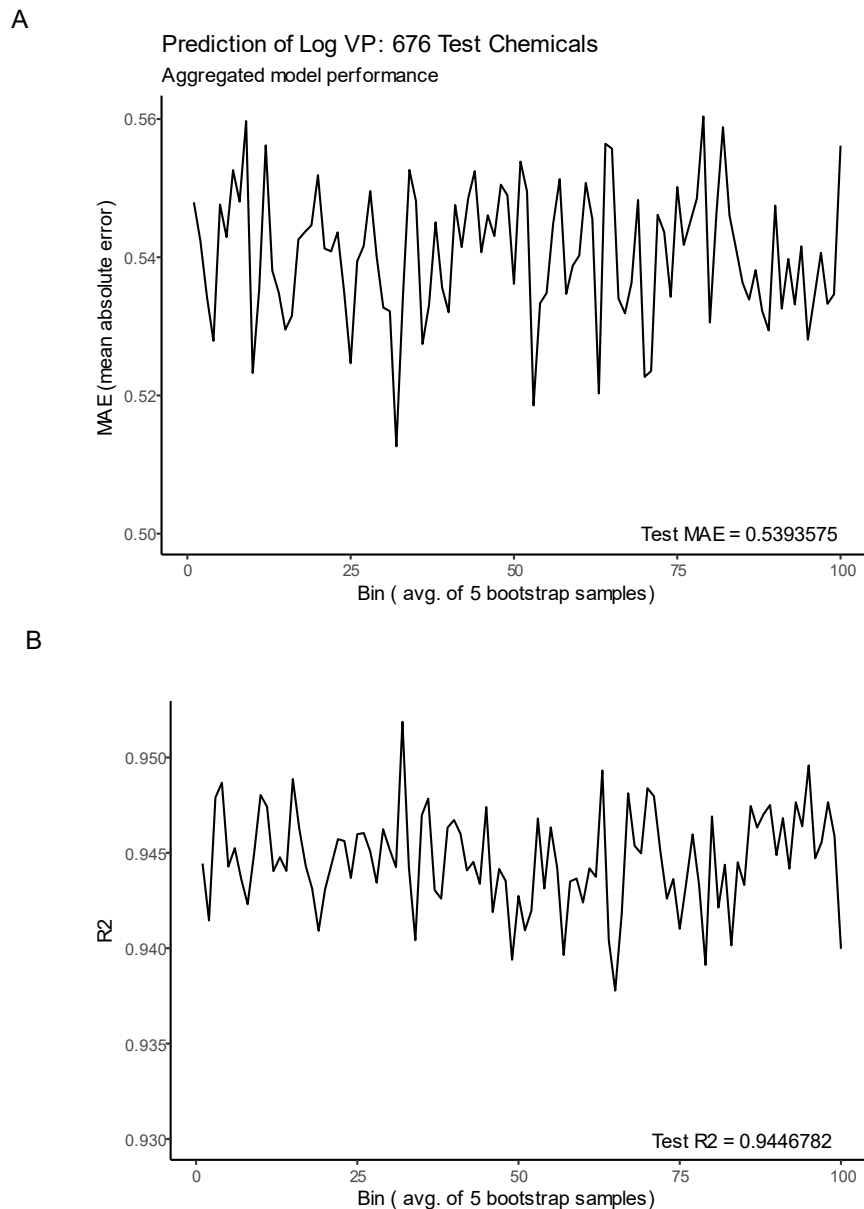 A
Prediction of Log VP: 676 Test Chemicals
Aggregated model performance
MAE (mean absolute error)
0.56
0.54
0.52
0.50
Test MAE = 0.5393575
0 25 50 75 100
Bin ( avg. of 5 bootstrap samples)
B
R2
0.950
0.945
0.940
0.935
0.930
Test R2 = 0.9446782
0 25 50 75 100
Bin ( avg. of 5 bootstrap samples)